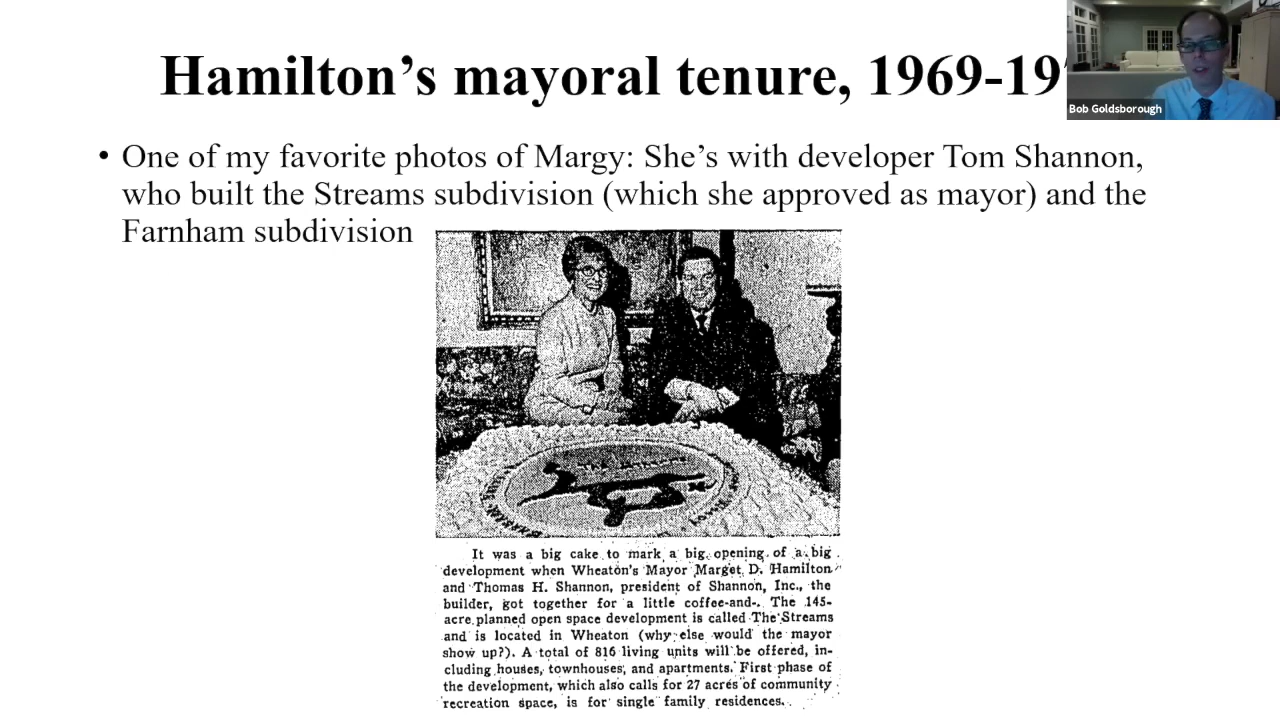 Hamilton's mayoral tenure, 1969-19
Bob Goldsborough
• One of my favorite photos of Margy: She's with developer Tom Shannon,
who built the Streams subdivision (which she approved as mayor) and the
Farnham subdivision
The Streams
It was a big cake to mark a big opening of a big
development when Wheaton's Mayor Marget D. Hamilton
and Thomas H. Shannon, president of Shannon, Inc., the
builder, got together for a little coffee-and-. The 145-
acre planned open space development is called The Streams
and is located in Wheaton (why else would the mayor
show up?). A total of 816 living units will be offered, in-
cluding houses, townhouses, and apartments. First phase of
the development, which also calls for 27 acres of community
recreation space, is for single family residences.